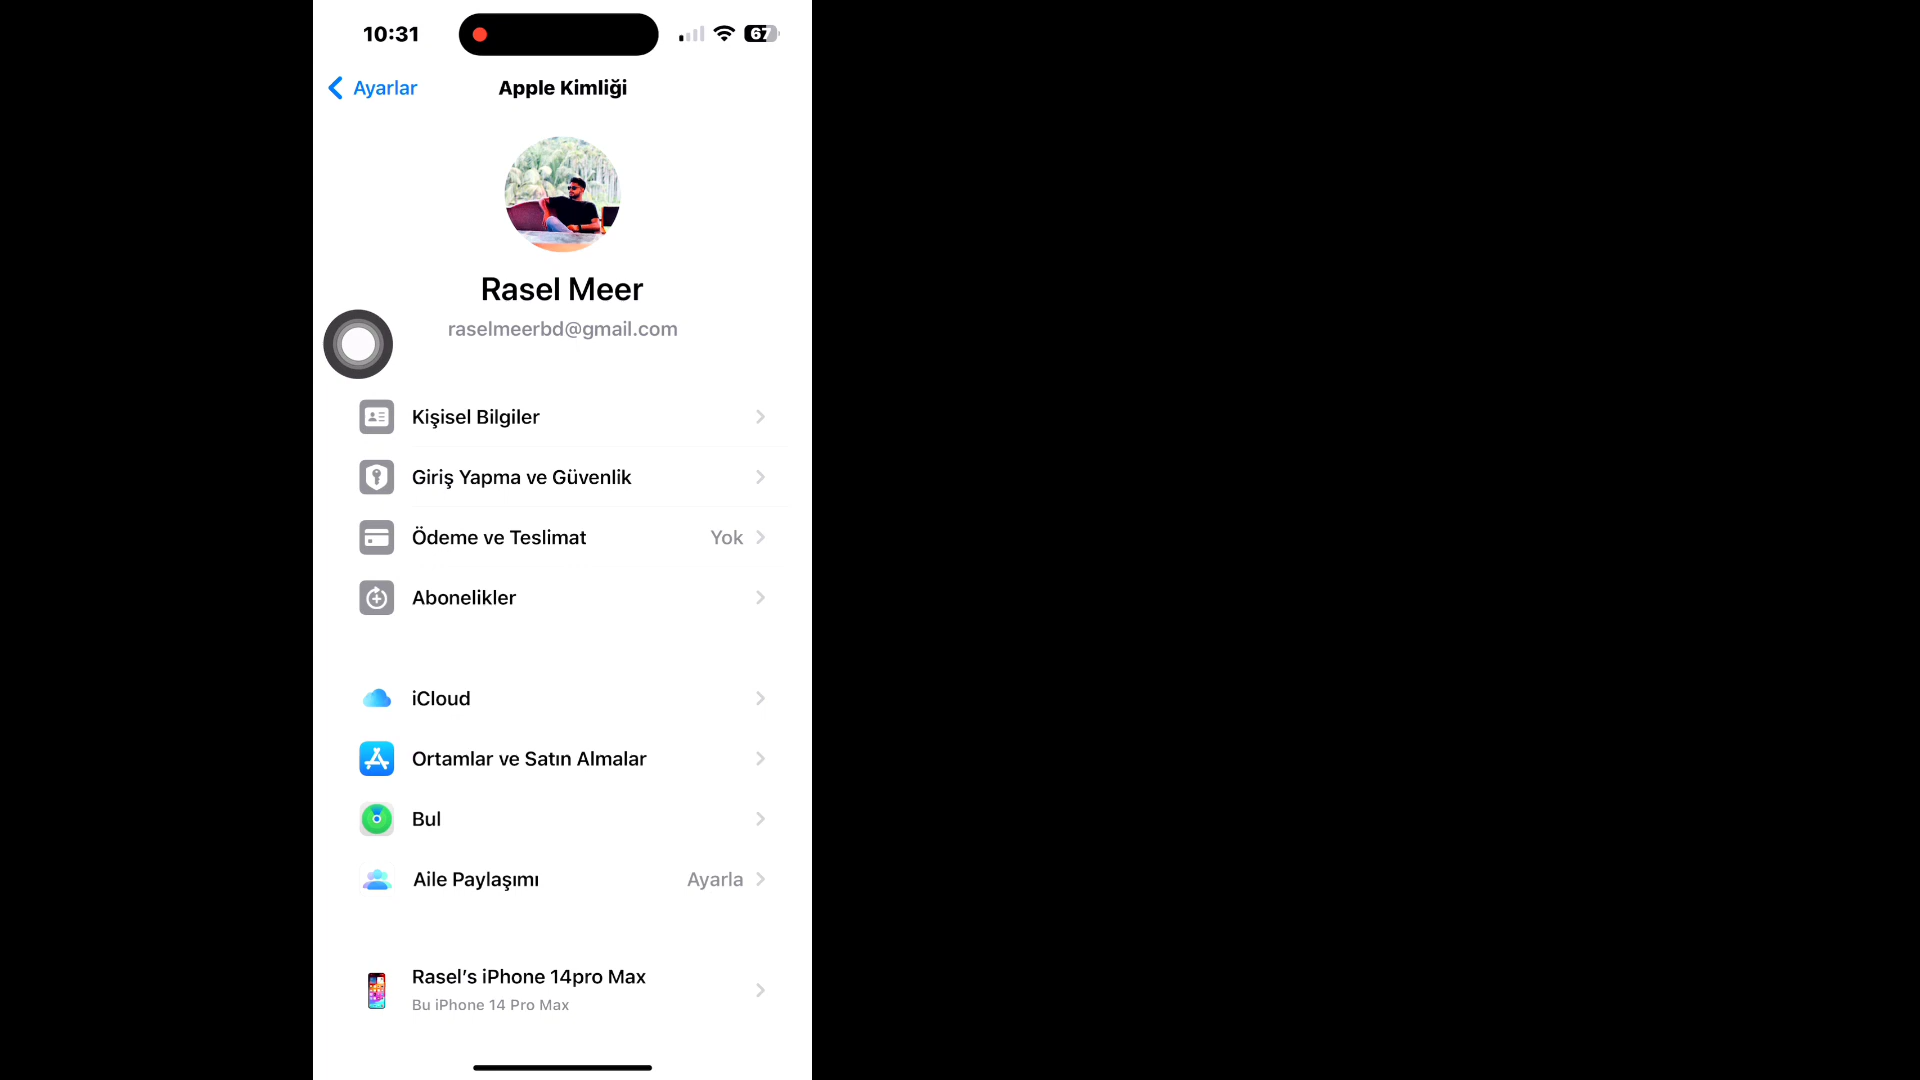 10:31
67
Ayarlar
Apple Kimliği
Rasel Meer
raselmeerbd@gmail.com
Kişisel Bilgiler
Giriş Yapma ve Güvenlik
Ödeme ve Teslimat Yok
Abonelikler
iCloud
Ortamlar ve Satın Almalar
Bul
Aile Paylaşımı Ayarla
Rasel’s iPhone 14pro Max
Bu iPhone 14 Pro Max